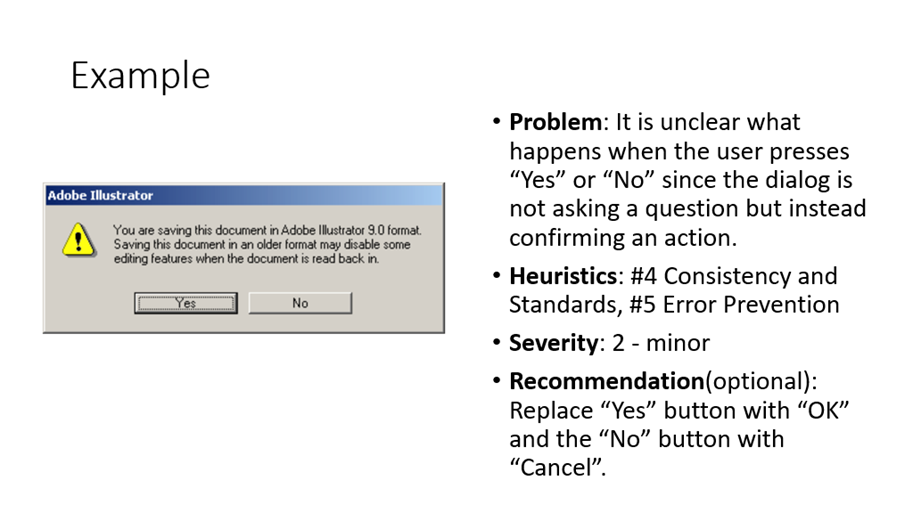 Example
Adobe Illustrator
You are saving this document in Adobe Illustrator 9.0 format.
Saving this document in an older format may disable some
editing features when the document is read back in.
Yes
No
• Problem: It is unclear what
happens when the user presses
“Yes” or “No” since the dialog is
not asking a question but instead
confirming an action.
• Heuristics: #4 Consistency and
Standards, #5 Error Prevention
• Severity: 2 - minor
• Recommendation(optional):
Replace “Yes” button with “OK”
and the “No” button with
“Cancel”.